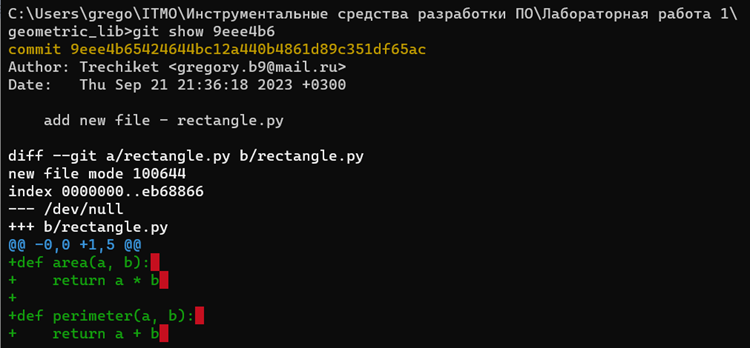 C:\Users\grego\ITMO\Инструментальные средства разработки ПО\Лабораторная работа 1\
geometric_lib>git show 9eee4b6
commit 9eee4b65424644bc12a440b4861d89c351df65ac
Author: Trechiket <gregory.b9@mail.ru>
Date:   Thu Sep 21 21:36:18 2023 +0300

    add new file - rectangle.py

diff --git a/rectangle.py b/rectangle.py
new file mode 100644
index 0000000..eb68866
--- /dev/null
+++ b/rectangle.py
@@ -0,0 +1,5 @@
+def area(a, b):
+    return a * b
+
+def perimeter(a, b):
+    return a + b